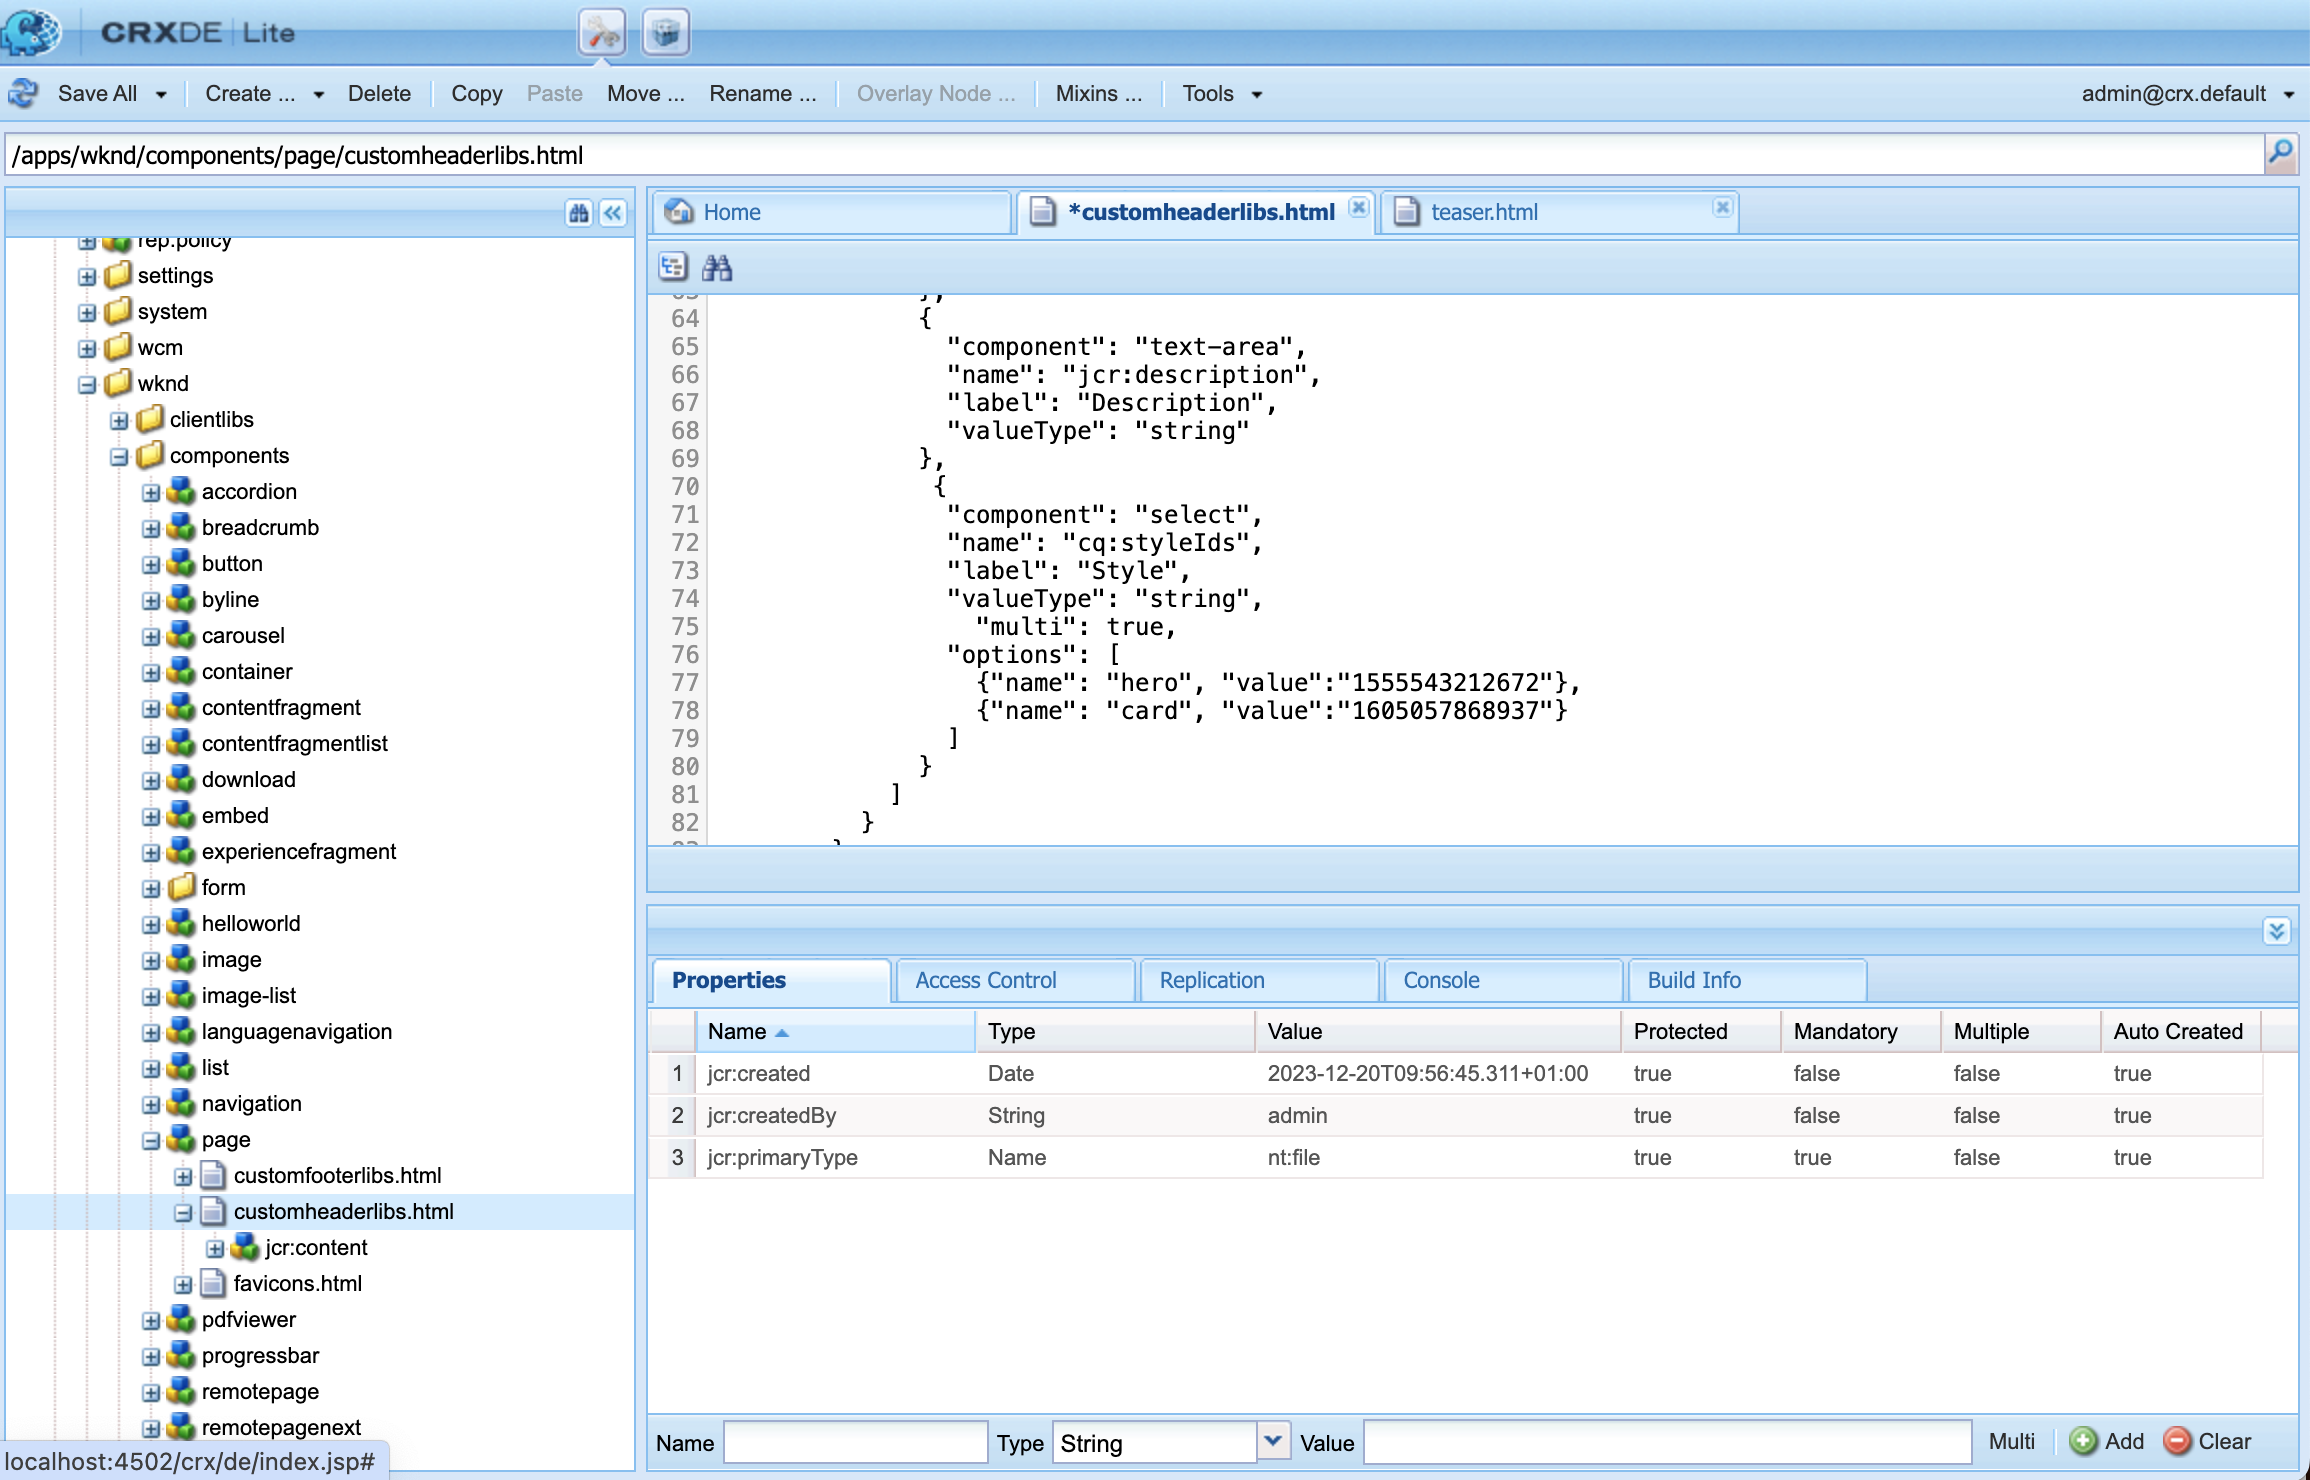 CRXDE | Lite
Save All Create ... Delete Copy Paste Move ... Rename ... Overlay Node ... Mixins ... Tools admin@crx.default
/apps/wknd/components/page/customheaderlibs.html
rep:policy
settings
system
wcm
wknd
clientlibs
components
accordion
breadcrumb
button
byline
carousel
container
contentfragment
contentfragmentlist
download
embed
experiencefragment
form
helloworld
image
image-list
languagenavigation
list
navigation
page
customfooterlibs.html
customheaderlibs.html
jcr:content
favicons.html
pdfviewer
progressbar
remotepage
remotepagenext
localhost:4502/crx/de/index.jsp#
Home *customheaderlibs.html teaser.html
63 },
64 {
65 "component": "text-area",
66 "name": "jcr:description",
67 "label": "Description",
68 "valueType": "string"
69 },
70 {
71 "component": "select",
72 "name": "cq:styleIds",
73 "label": "Style",
74 "valueType": "string",
75 "multi": true,
76 "options": [
77 {"name": "hero", "value":"1555543212672"},
78 {"name": "card", "value":"1605057868937"}
79 ]
80 }
81 ]
82 }
Properties Access Control Replication Console Build Info
Name Type Value Protected Mandatory Multiple Auto Created
1 jcr:created Date 2023-12-20T09:56:45.311+01:00 true false false true
2 jcr:createdBy String admin true false false true
3 jcr:primaryType Name nt:file true true false true
Name Type String Value Multi Add Clear